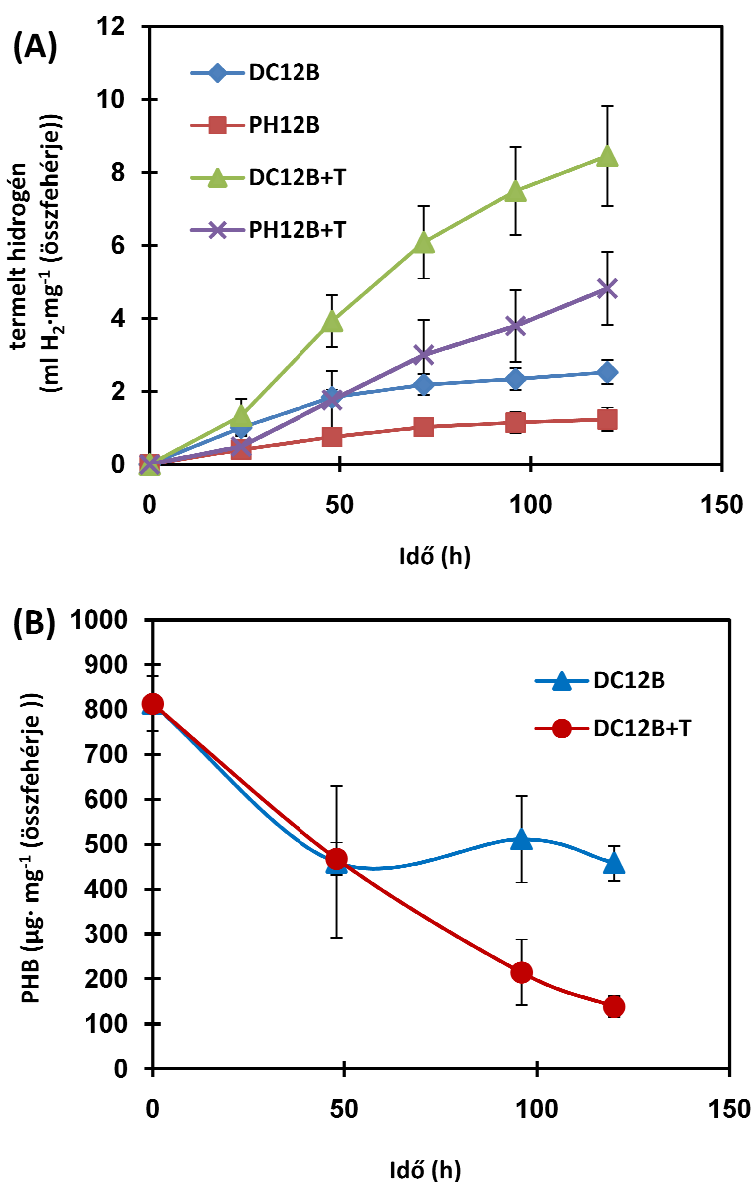 (A)
12
10
8
6
4
2
0
DC12B
PH12B
DC12B+T
PH12B+T
termelt hidrogén
(ml H₂·mg⁻¹ (összfehérje))
0
50
100
150
Idő (h)
(B)
1000
900
800
700
600
500
400
300
200
100
0
DC12B
DC12B+T
PHB (µg· mg⁻¹ (összfehérje ))
0
50
100
150
Idő (h)